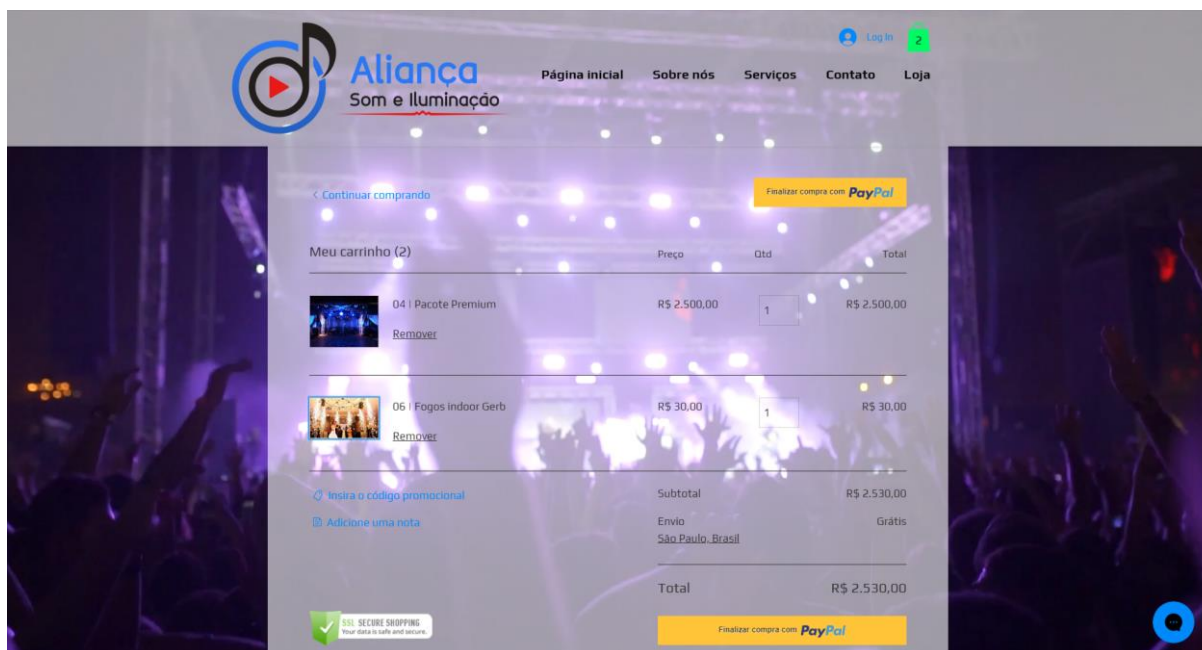 Log In
2
Aliança
Som e Iluminação
Página inicial Sobre nós Serviços Contato Loja
< Continuar comprando
Finalizar compra com PayPal
Meu carrinho (2) Preço Qtd Total
04 | Pacote Premium R$ 2.500,00 1 R$ 2.500,00
Remover
06 | Fogos indoor Gerb R$ 30,00 1 R$ 30,00
Remover
Insira o código promocional
Adicione uma nota
Subtotal R$ 2.530,00
Envio Grátis
São Paulo, Brasil
Total R$ 2.530,00
SSL SECURE SHOPPING
Your data is safe and secure.
Finalizar compra com PayPal